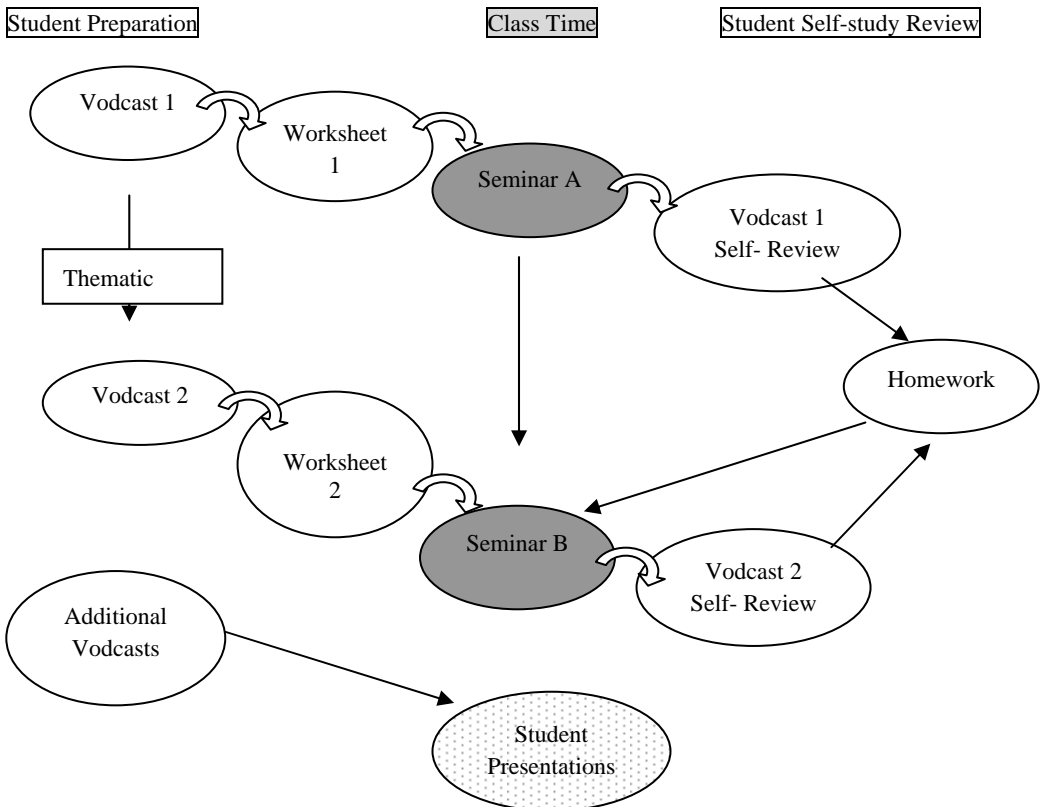 Student Preparation
Class Time
Student Self-study Review
Vodcast 1
Worksheet
1
Seminar A
Vodcast 1
Self- Review
Thematic
Homework
Vodcast 2
Worksheet
2
Seminar B
Vodcast 2
Self- Review
Additional
Vodcasts
Student
Presentations